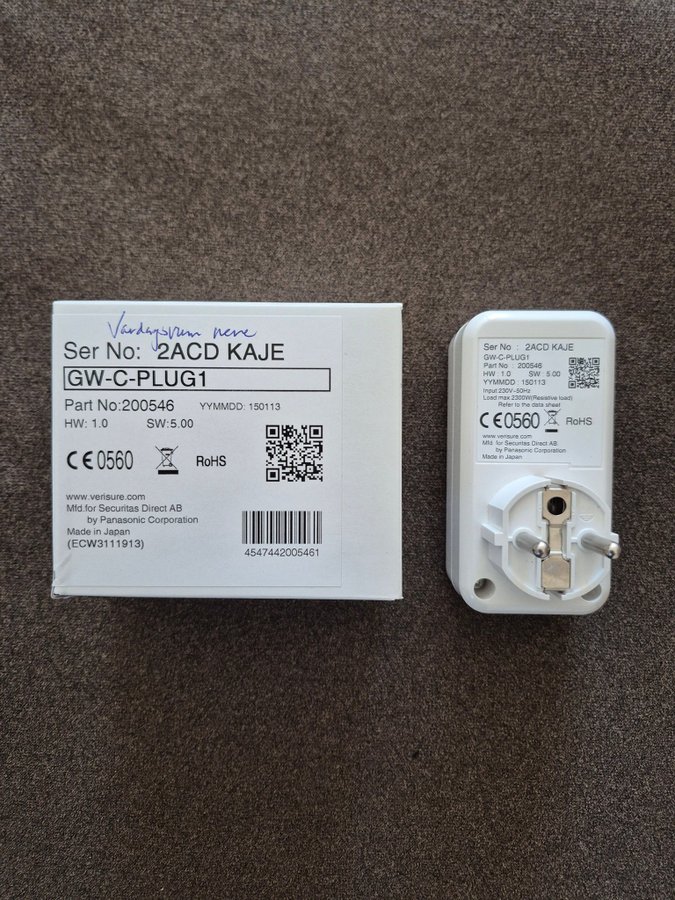 Vardagsrum nere
Ser No: 2ACD KAJE
GW-C-PLUG1
Part No:200546 YYMMDD: 150113
HW: 1.0 SW:5.00
CE0560 RoHS
www.verisure.com
Mfd.for Securitas Direct AB
by Panasonic Corporation
Made in Japan
(ECW3111913)
4547442005461
Ser No : 2ACD KAJE
GW-C-PLUG1
Part No : 200546
HW : 1.0 SW : 5.00
YYMMDD : 150113
Input 230V~50Hz
Load max.2300W(Resistive load)
Refer to the data sheet
CE0560 RoHS
www.verisure.com
Mfd. for Securitas Direct AB
by Panasonic Corporation
Made in Japan